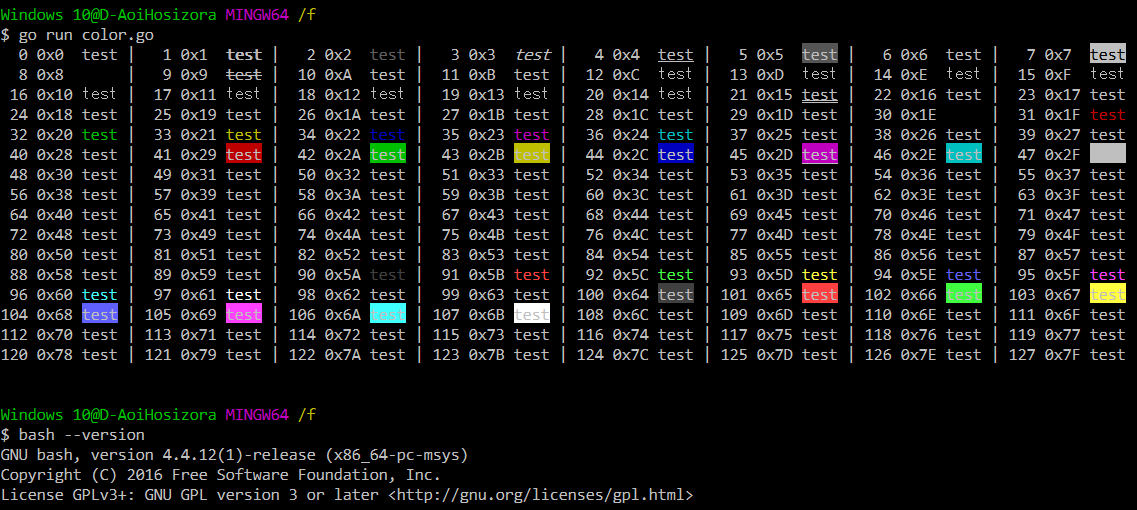 Windows 10@D-AoiHosizora MINGW64 /f
$ go run color.go
0 0x0 test | 1 0x1 test | 2 0x2 test | 3 0x3 test | 4 0x4 test | 5 0x5 test | 6 0x6 test | 7 0x7 test
8 0x8 | 9 0x9 test | 10 0xA test | 11 0xB test | 12 0xC test | 13 0xD test | 14 0xE test | 15 0xF test
16 0x10 test | 17 0x11 test | 18 0x12 test | 19 0x13 test | 20 0x14 test | 21 0x15 test | 22 0x16 test | 23 0x17 test
24 0x18 test | 25 0x19 test | 26 0x1A test | 27 0x1B test | 28 0x1C test | 29 0x1D test | 30 0x1E | 31 0x1F test
32 0x20 test | 33 0x21 test | 34 0x22 test | 35 0x23 test | 36 0x24 test | 37 0x25 test | 38 0x26 test | 39 0x27 test
40 0x28 test | 41 0x29 test | 42 0x2A test | 43 0x2B test | 44 0x2C test | 45 0x2D test | 46 0x2E test | 47 0x2F
48 0x30 test | 49 0x31 test | 50 0x32 test | 51 0x33 test | 52 0x34 test | 53 0x35 test | 54 0x36 test | 55 0x37 test
56 0x38 test | 57 0x39 test | 58 0x3A test | 59 0x3B test | 60 0x3C test | 61 0x3D test | 62 0x3E test | 63 0x3F test
64 0x40 test | 65 0x41 test | 66 0x42 test | 67 0x43 test | 68 0x44 test | 69 0x45 test | 70 0x46 test | 71 0x47 test
72 0x48 test | 73 0x49 test | 74 0x4A test | 75 0x4B test | 76 0x4C test | 77 0x4D test | 78 0x4E test | 79 0x4F test
80 0x50 test | 81 0x51 test | 82 0x52 test | 83 0x53 test | 84 0x54 test | 85 0x55 test | 86 0x56 test | 87 0x57 test
88 0x58 test | 89 0x59 test | 90 0x5A test | 91 0x5B test | 92 0x5C test | 93 0x5D test | 94 0x5E test | 95 0x5F test
96 0x60 test | 97 0x61 test | 98 0x62 test | 99 0x63 test | 100 0x64 test | 101 0x65 test | 102 0x66 test | 103 0x67 test
104 0x68 test | 105 0x69 test | 106 0x6A test | 107 0x6B test | 108 0x6C test | 109 0x6D test | 110 0x6E test | 111 0x6F test
112 0x70 test | 113 0x71 test | 114 0x72 test | 115 0x73 test | 116 0x74 test | 117 0x75 test | 118 0x76 test | 119 0x77 test
120 0x78 test | 121 0x79 test | 122 0x7A test | 123 0x7B test | 124 0x7C test | 125 0x7D test | 126 0x7E test | 127 0x7F test
Windows 10@D-AoiHosizora MINGW64 /f
$ bash --version
GNU bash, version 4.4.12(1)-release (x86_64-pc-msys)
Copyright (C) 2016 Free Software Foundation, Inc.
License GPLv3+: GNU GPL version 3 or later <http://gnu.org/licenses/gpl.html>